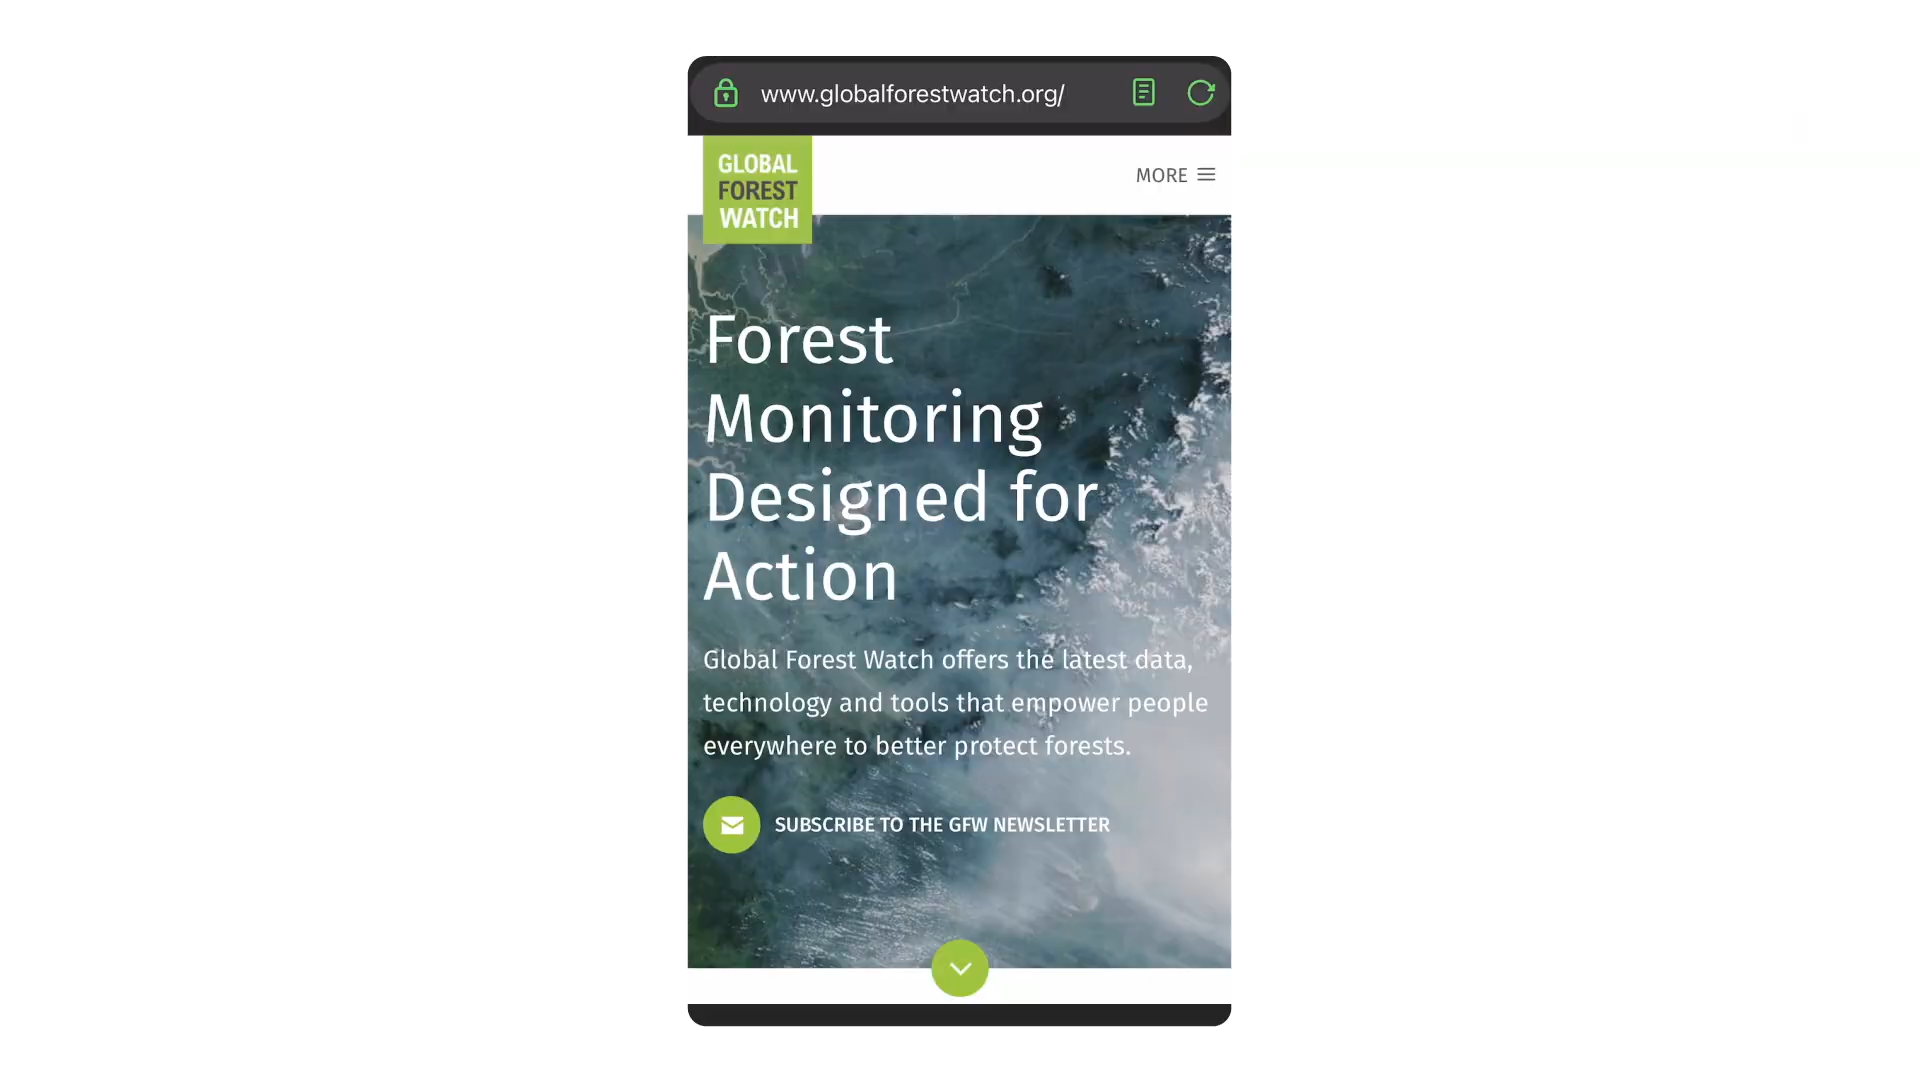 www.globalforestwatch.org/
GLOBAL
FOREST
WATCH
MORE
Forest
Monitoring
Designed for
Action
Global Forest Watch offers the latest data,
technology and tools that empower people
everywhere to better protect forests.
SUBSCRIBE TO THE GFW NEWSLETTER